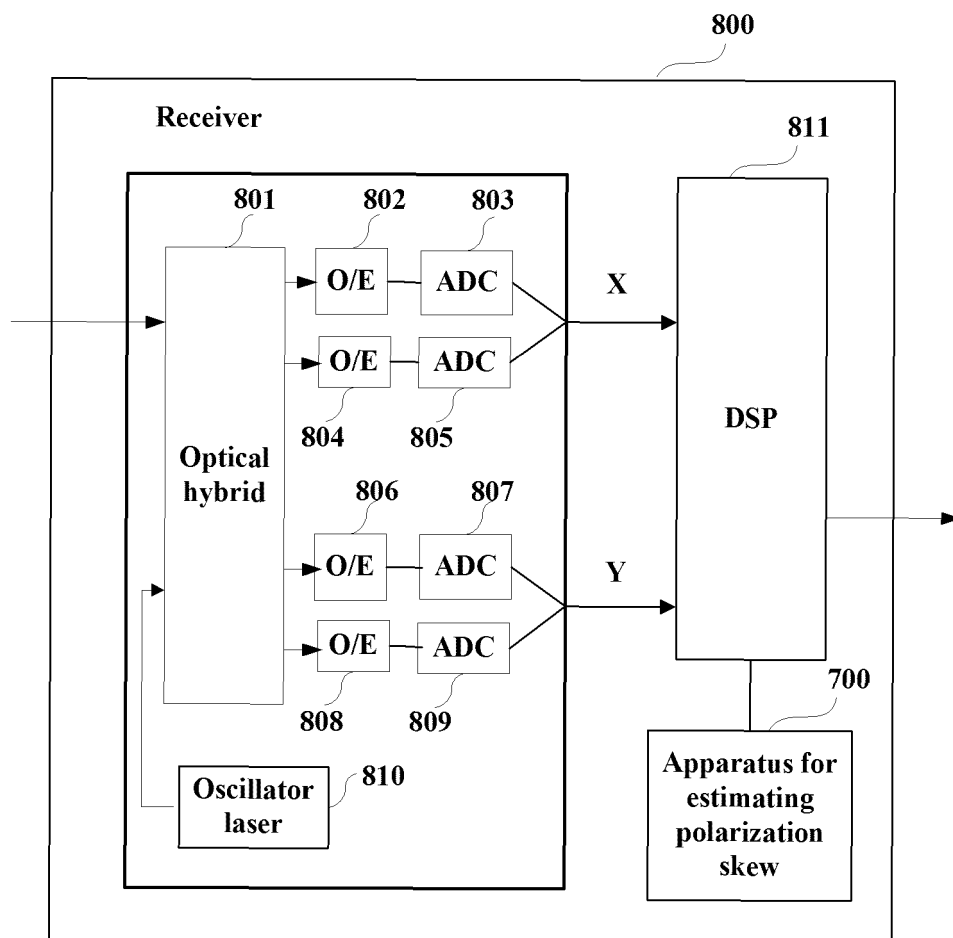 800
Receiver
811
801
802
803
O/E
ADC
X
O/E
ADC
804
805
DSP
Optical
hybrid
806
807
O/E
ADC
Y
O/E
ADC
808
809
700
Oscillator
laser
810
Apparatus for
estimating
polarization
skew